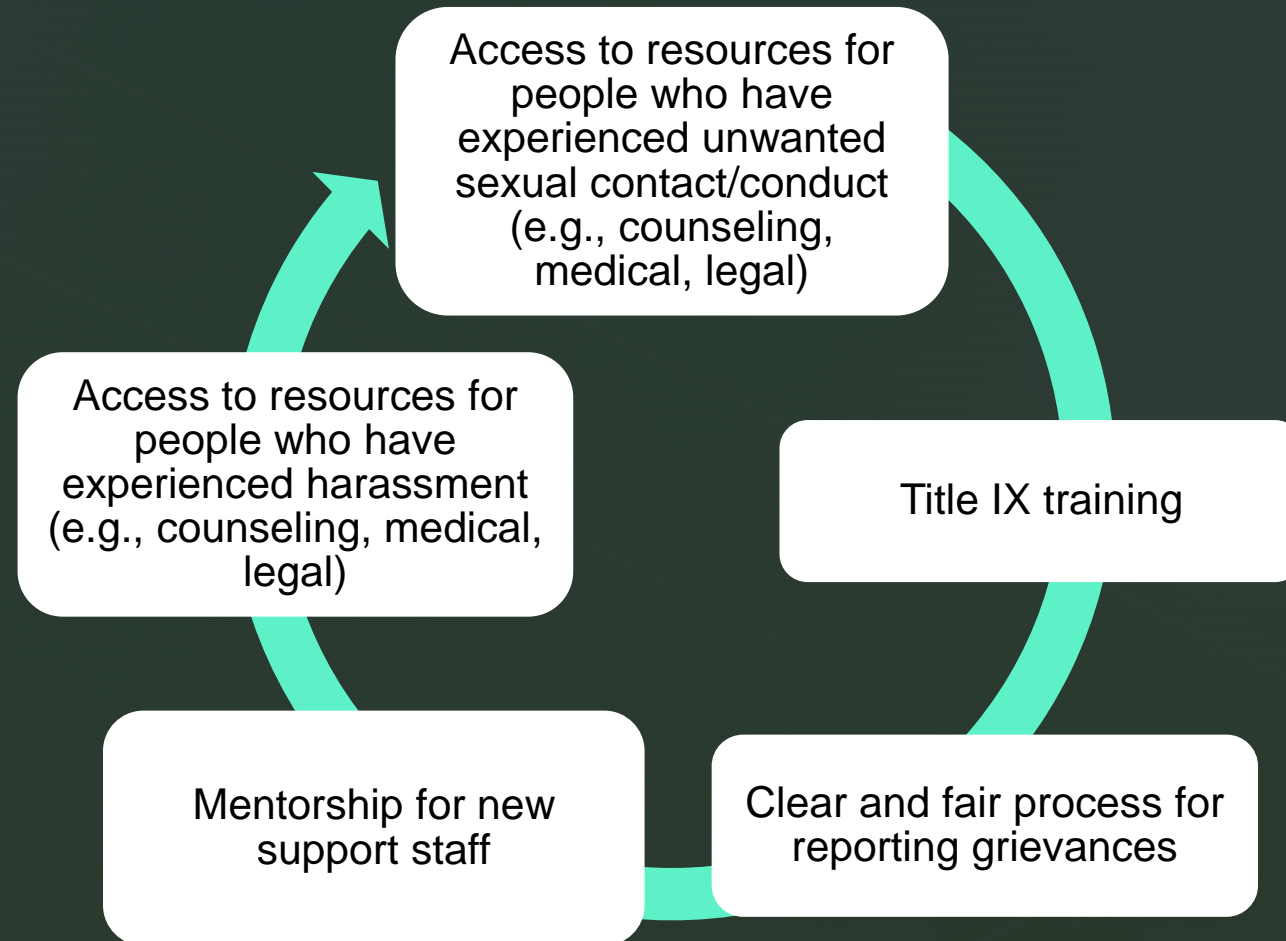 Access to resources for
people who have
experienced unwanted
sexual contact/conduct
(e.g., counseling,
medical, legal)
Title IX training
Clear and fair process for
reporting grievances
Mentorship for new
support staff
Access to resources for
people who have
experienced harassment
(e.g., counseling, medical,
legal)